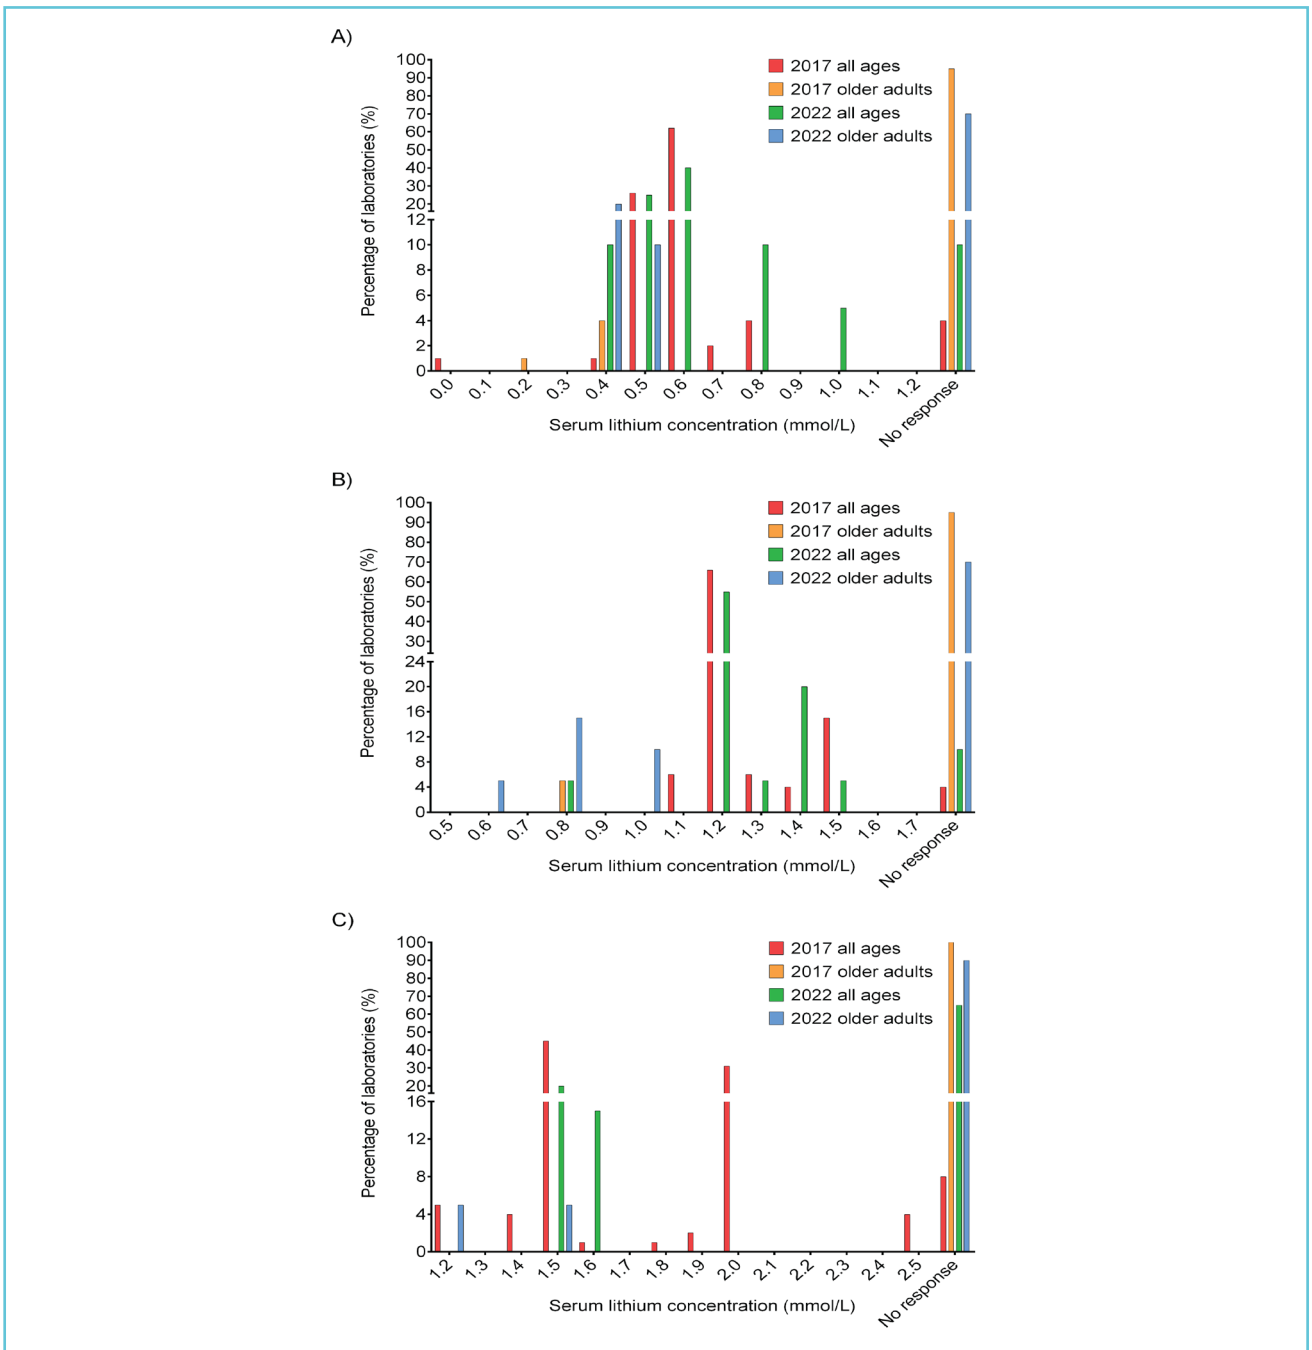 A)
Percentage of laboratories (%)
100
90
80
70
60
50
40
30
20
12
10
8
6
4
2
0
2017 all ages
2017 older adults
2022 all ages
2022 older adults
0.0 0.1 0.2 0.3 0.4 0.5 0.6 0.7 0.8 0.9 1.0 1.1 1.2 No response
Serum lithium concentration (mmol/L)
B)
Percentage of laboratories (%)
100
90
80
70
60
50
40
30
24
20
16
12
8
4
0
2017 all ages
2017 older adults
2022 all ages
2022 older adults
0.5 0.6 0.7 0.8 0.9 1.0 1.1 1.2 1.3 1.4 1.5 1.6 1.7 No response
Serum lithium concentration (mmol/L)
C)
Percentage of laboratories (%)
100
90
80
70
60
50
40
30
20
16
12
8
4
0
2017 all ages
2017 older adults
2022 all ages
2022 older adults
1.2 1.3 1.4 1.5 1.6 1.7 1.8 1.9 2.0 2.1 2.2 2.3 2.4 2.5 No response
Serum lithium concentration (mmol/L)